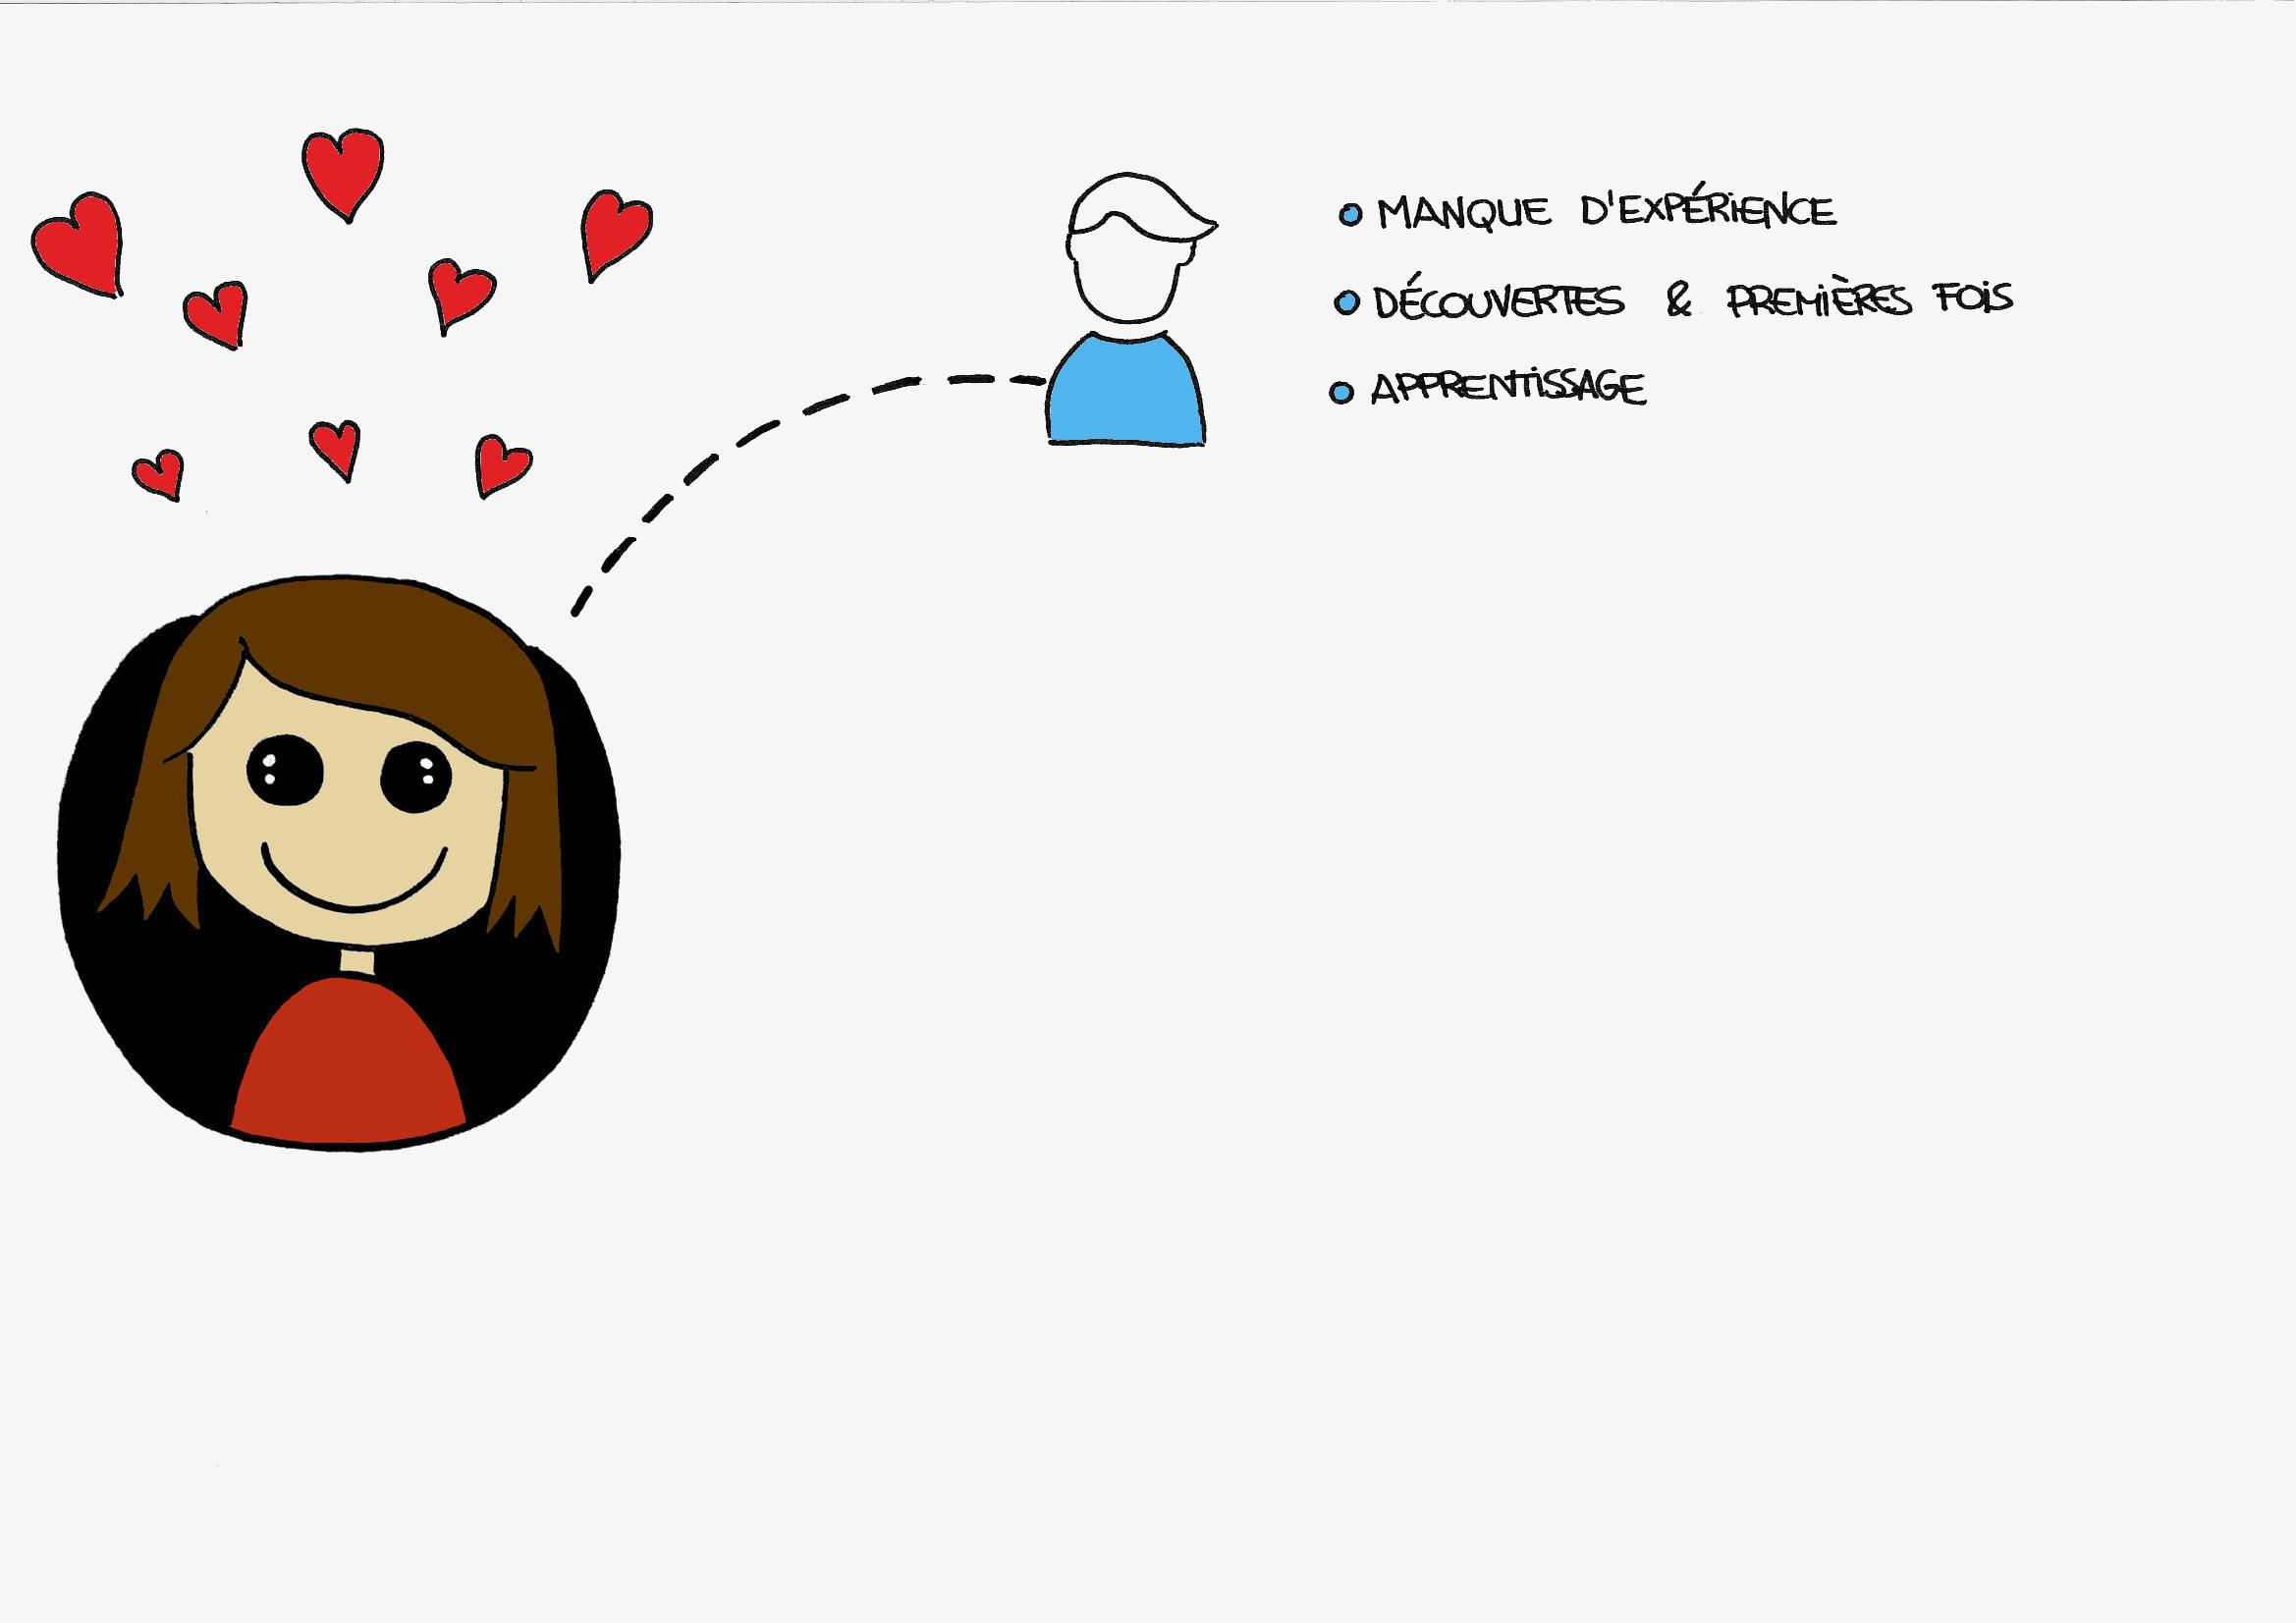 MANQUE D'EXPÉRIENCE
DÉCOUVERTES & PREMIÈRES FOIS
APPRENTISSAGE